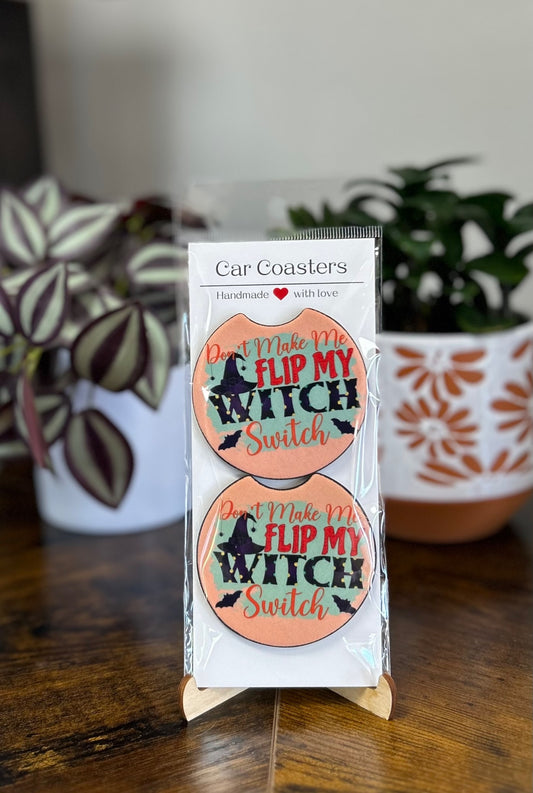 Car Coasters
Handmade ❤ with love
Don't Make Me
FLIP MY
WITCH
Switch
Don't Make Me
FLIP MY
WITCH
Switch